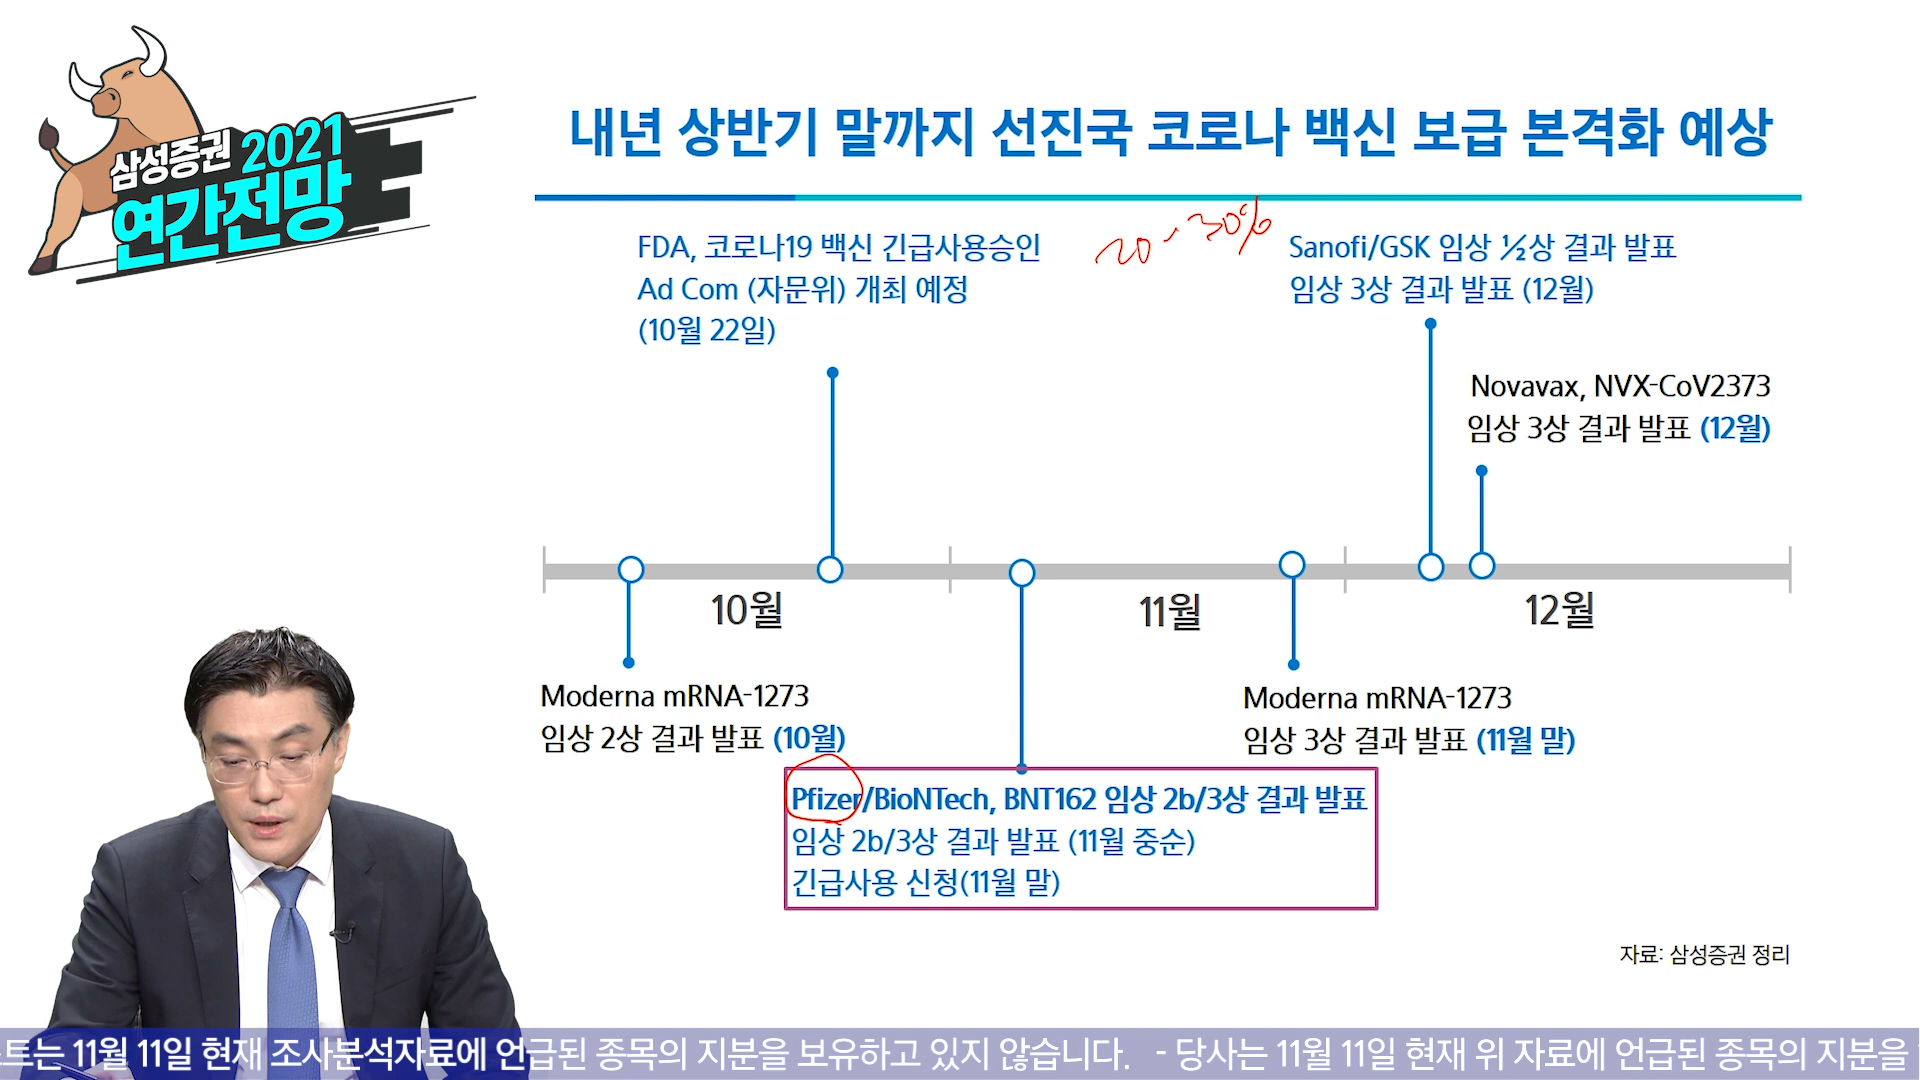 삼성증권 2021
연간전망
내년 상반기 말까지 선진국 코로나 백신 보급 본격화 예상
20~30%
FDA, 코로나19 백신 긴급사용승인
Ad Com (자문위) 개최 예정
(10월 22일)
Sanofi/GSK 임상 ½상 결과 발표
임상 3상 결과 발표 (12월)
Novavax, NVX-CoV2373
임상 3상 결과 발표 (12월)
10월
11월
12월
Moderna mRNA-1273
임상 2상 결과 발표 (10월)
Moderna mRNA-1273
임상 3상 결과 발표 (11월 말)
Pfizer/BioNTech, BNT162 임상 2b/3상 결과 발표
임상 2b/3상 결과 발표 (11월 중순)
긴급사용 신청(11월 말)
자료: 삼성증권 정리
스트는 11월 11일 현재 조사분석자료에 언급된 종목의 지분을 보유하고 있지 않습니다. - 당사는 11월 11일 현재 위 자료에 언급된 종목의 지분을